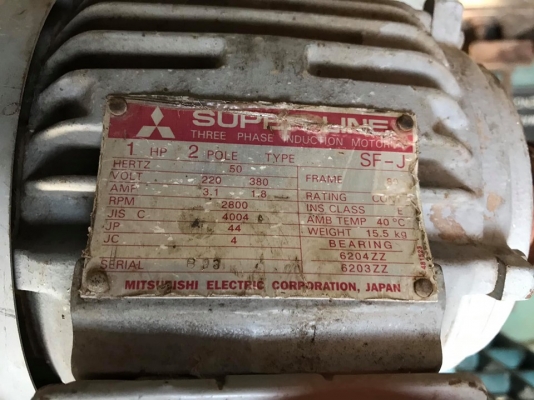 SUPER LINE
THREE PHASE INDUCTION MOTOR
1 HP 2 POLE TYPE SF-J
HERTZ 50
VOLT 220 380 FRAME
AMP 3.1 1.8 RATING
RPM 2800 INS.CLASS E
JIS C 4004 AMB TEMP 40°C
JP 44 WEIGHT 15.5 kg
JC 4 BEARING
6204ZZ
SERIAL 6203ZZ
MITSUBISHI ELECTRIC CORPORATION, JAPAN